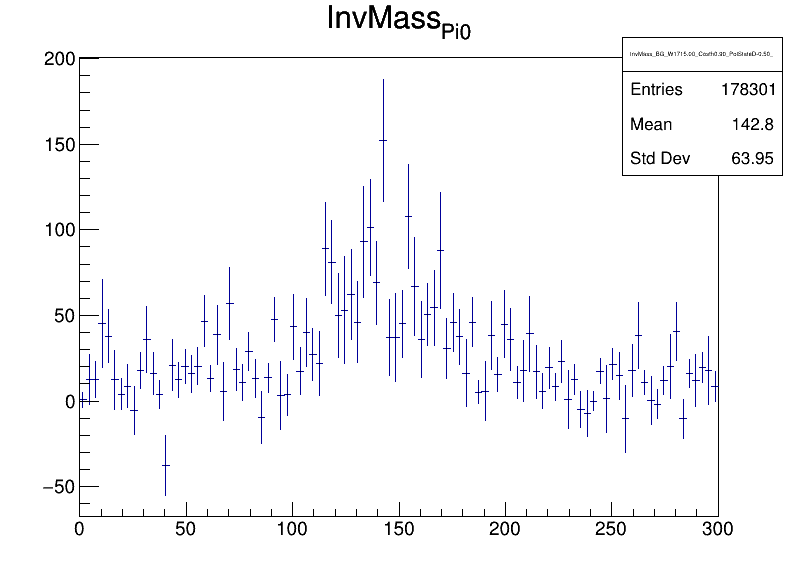 InvMass_Pi0
InvMass_BG_W1715.00_Costh0.90_PolStateD-0.50_
Entries 178301
Mean 142.8
Std Dev 63.95
200
150
100
50
0
−50
0 50 100 150 200 250 300